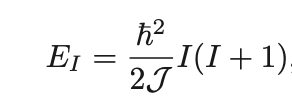 E_I = \frac{\hbar^2}{2\mathcal{J}} I(I + 1),